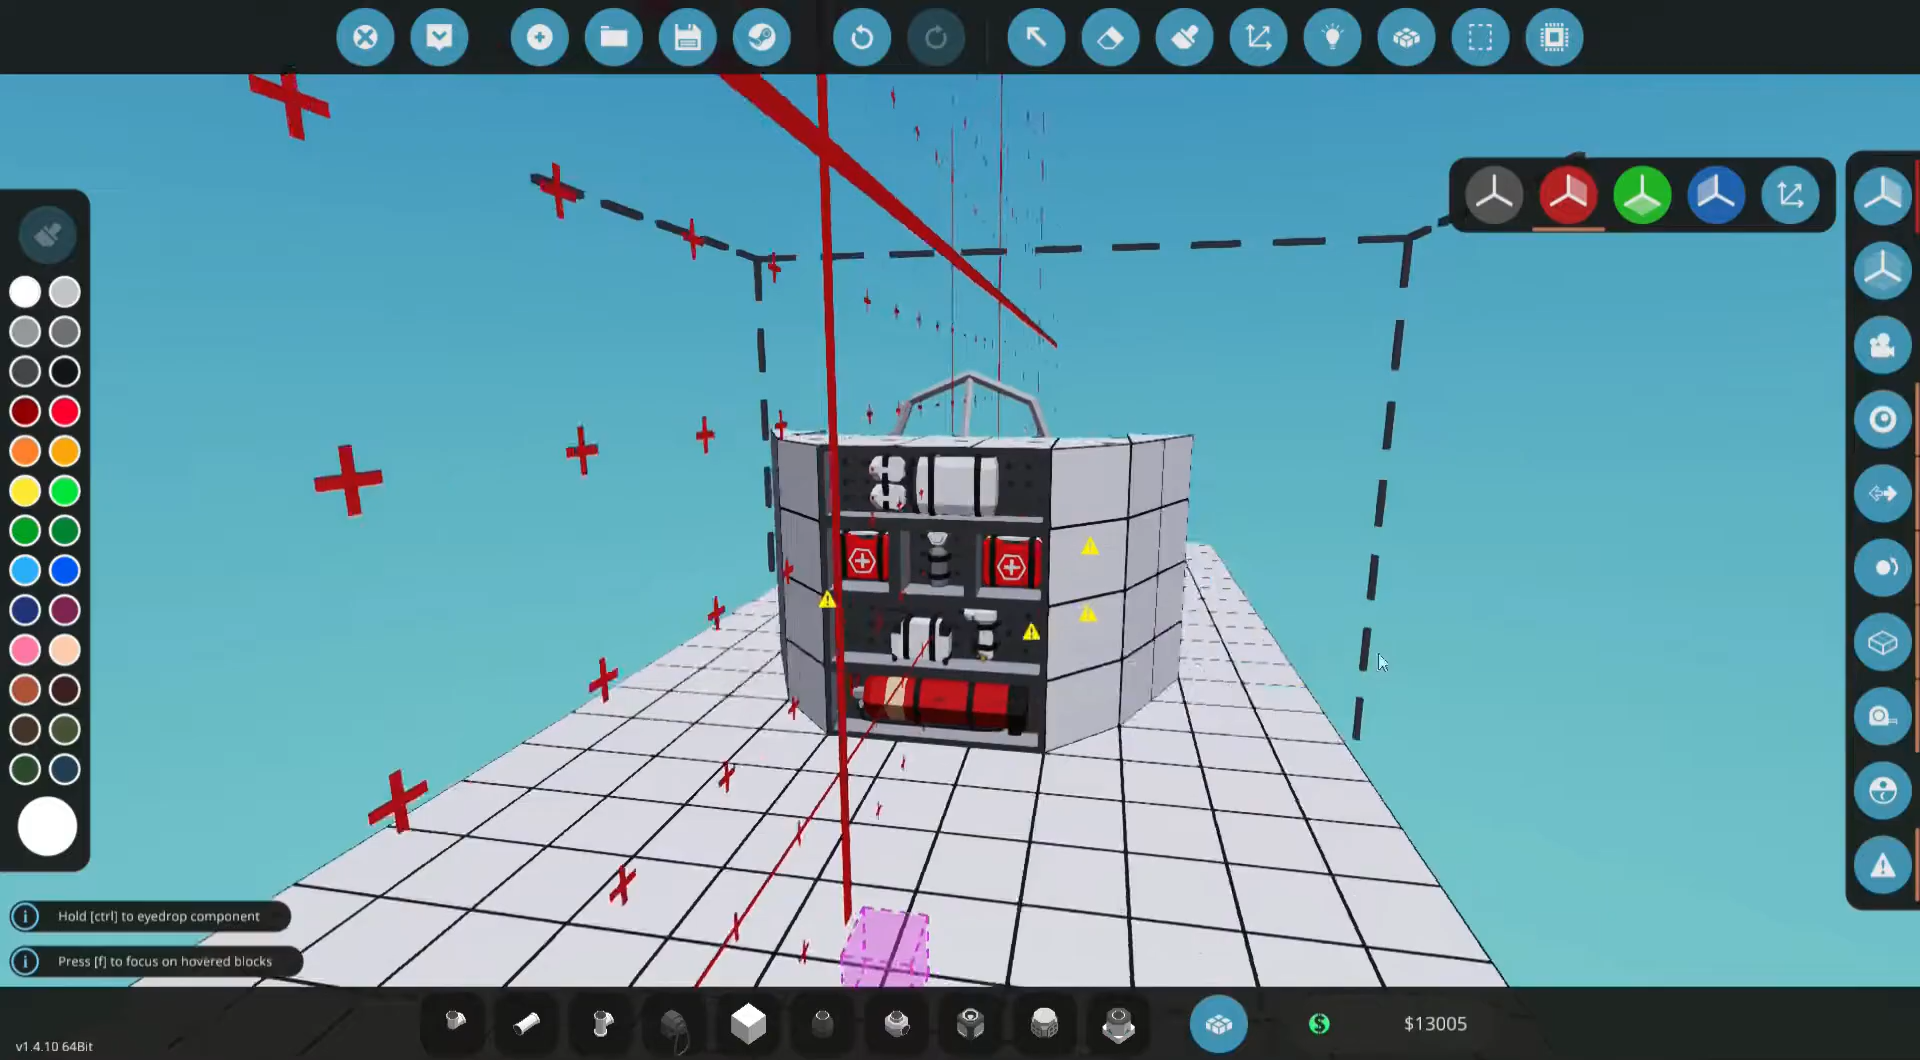 Hold [ctrl] to eyedrop component
Press [f] to focus on hovered blocks
$13005
v1.4.10 64Bit